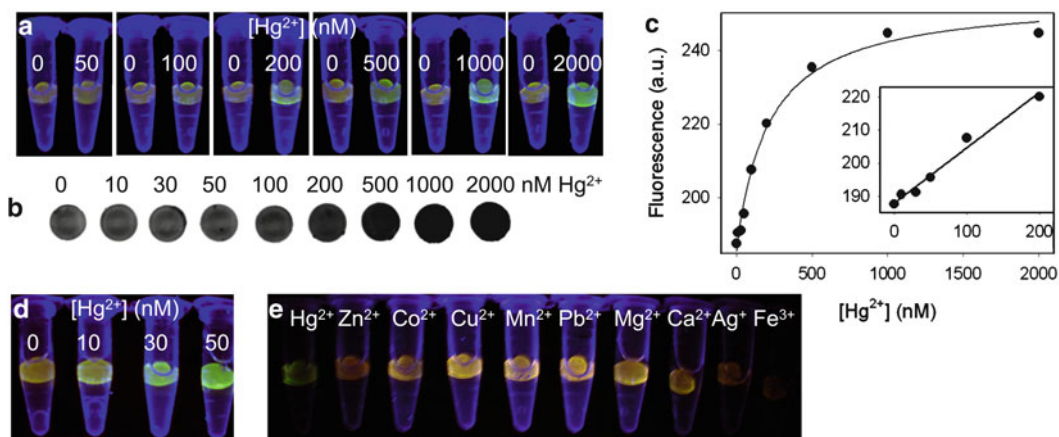 a
[Hg²⁺] (nM)
0 50 0 100 0 200 0 500 0 1000 0 2000
b
0 10 30 50 100 200 500 1000 2000 nM Hg²⁺
c
Fluorescence (a.u.)
240
220
200
0 500 1000 1500 2000
[Hg²⁺] (nM)
220
210
200
190
0 100 200
d
[Hg²⁺] (nM)
0 10 30 50
e
Hg²⁺ Zn²⁺ Co²⁺ Cu²⁺ Mn²⁺ Pb²⁺ Mg²⁺ Ca²⁺ Ag⁺ Fe³⁺